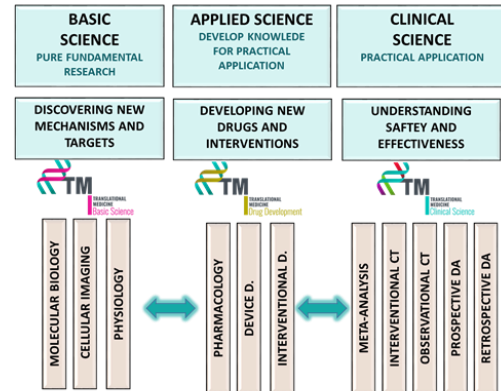 BASIC
SCIENCE
PURE FUNDAMENTAL
RESEARCH
APPLIED SCIENCE
DEVELOP KNOWLEDE
FOR PRACTICAL
APPLICATION
CLINICAL
SCIENCE
PRACTICAL APPLICATION
DISCOVERING NEW
MECHANISMS AND
TARGETS
DEVELOPING NEW
DRUGS AND
INTERVENTIONS
UNDERSTANDING
SAFTEY AND
EFFECTIVENESS
TM
TRANSLATIONAL
MEDICINE
Basic Science
TM
TRANSLATIONAL
MEDICINE
Drug Development
TM
TRANSLATIONAL
MEDICINE
Clinical Science
MOLECULAR BIOLOGY
CELLULAR IMAGING
PHYSIOLOGY
PHARMACOLOGY
DEVICE D.
INTERVENTIONAL D.
META-ANALYSIS
INTERVENTIONAL CT
OBSERVATIONAL CT
PROSPECTIVE DA
RETROSPECTIVE DA